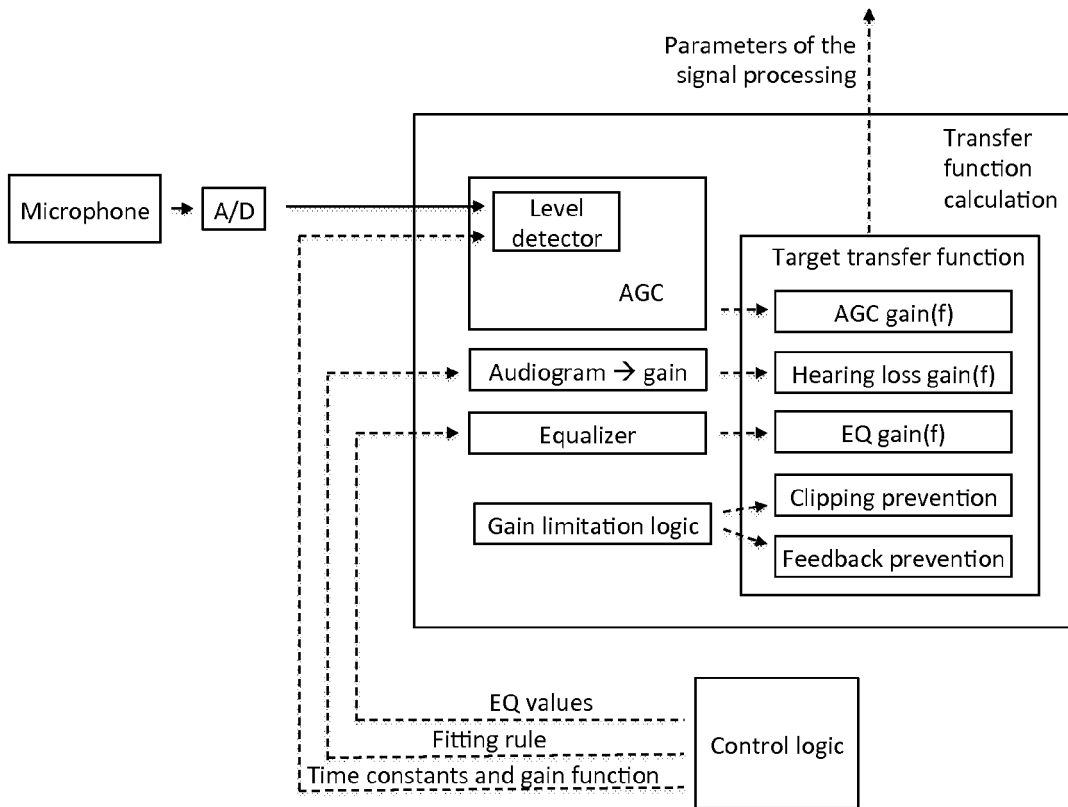 Parameters of the
signal processing
Transfer
function
calculation
Microphone
A/D
Level
detector
AGC
Target transfer function
AGC gain(f)
Audiogram → gain
Hearing loss gain(f)
Equalizer
EQ gain(f)
Gain limitation logic
Clipping prevention
Feedback prevention
EQ values
Fitting rule
Time constants and gain function
Control logic